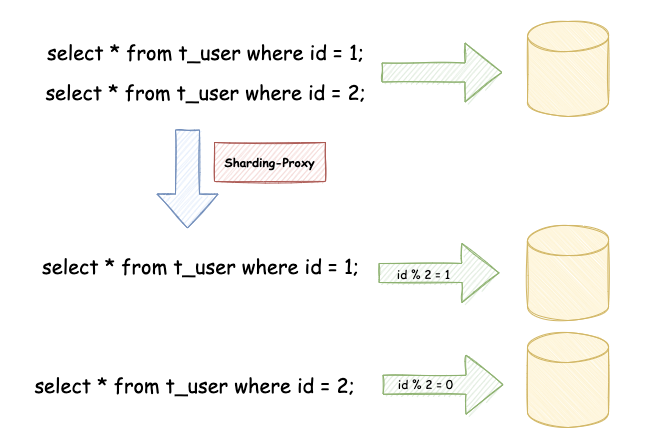 select * from t_user where id = 1;
select * from t_user where id = 2;
Sharding-Proxy
select * from t_user where id = 1;
id % 2 = 1
select * from t_user where id = 2;
id % 2 = 0